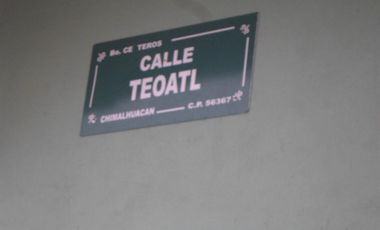 Bo. CE TEROS
CALLE
TEOATL
CHIMALHUACAN C.P. 56367